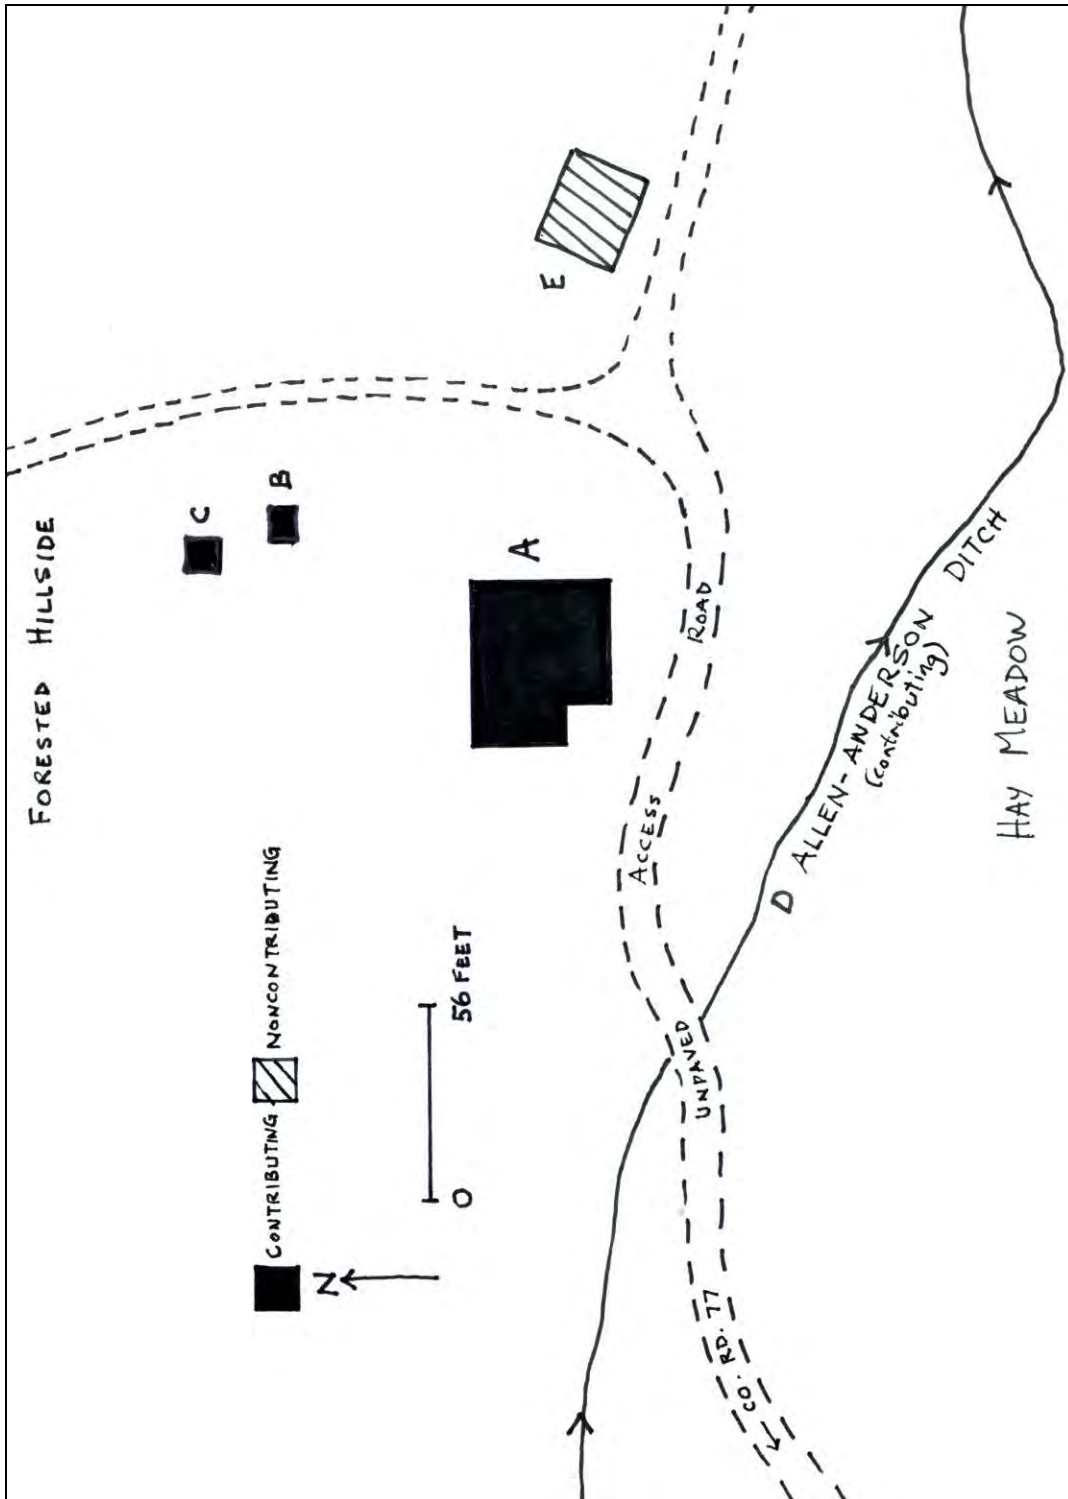 FORESTED HILLSIDE
C
CONTRIBUTING NONCONTRIBUTING
B
N
0 56 FEET
A
E
← CO. RD. 77
UNPAVED ACCESS ROAD
D ALLEN-ANDERSON DITCH
(contributing)
HAY MEADOW